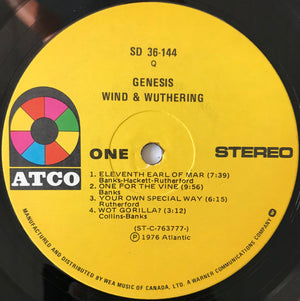 SD 36-144
Q
GENESIS
WIND & WUTHERING
ATCO
ONE
STEREO
1. ELEVENTH EARL OF MAR (7:39)
Banks-Hackett-Rutherford
2. ONE FOR THE VINE (9:56)
Banks
3. YOUR OWN SPECIAL WAY (6:15)
Rutherford
4. WOT GORILLA? (3:12)
Collins-Banks
(ST-C-763777-)
℗ 1976 Atlantic
MANUFACTURED AND DISTRIBUTED BY WEA MUSIC OF CANADA, LTD. A WARNER COMMUNICATIONS COMPANY